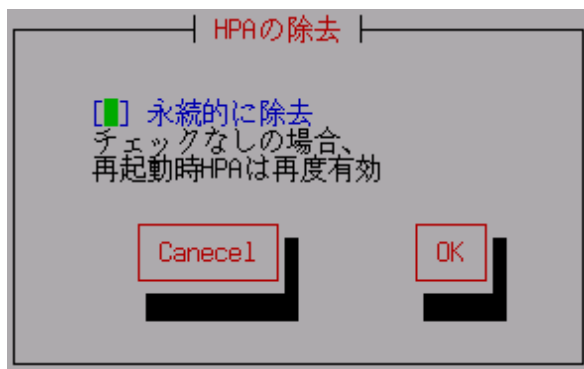 HPAの除去
[ ] 永続的に除去
チェックなしの場合、
再起動時HPAは再度有効
Canecel OK